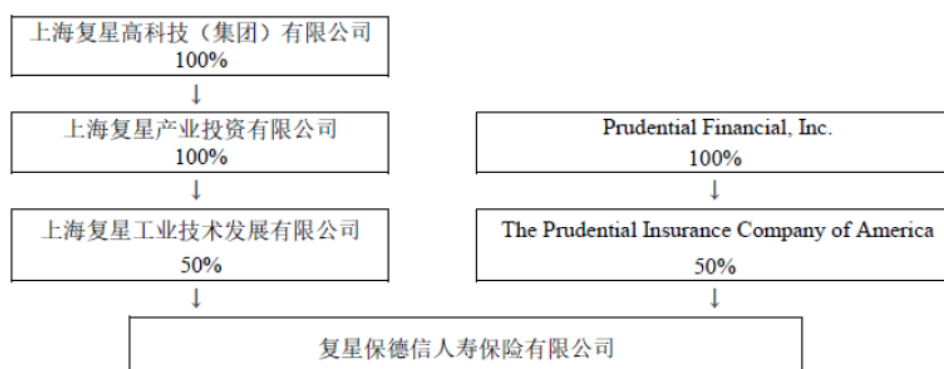 上海复星高科技（集团）有限公司
100%
↓
上海复星产业投资有限公司
100%
↓
上海复星工业技术发展有限公司
50%
↓
Prudential Financial, Inc.
100%
↓
The Prudential Insurance Company of America
50%
↓
复星保德信人寿保险有限公司